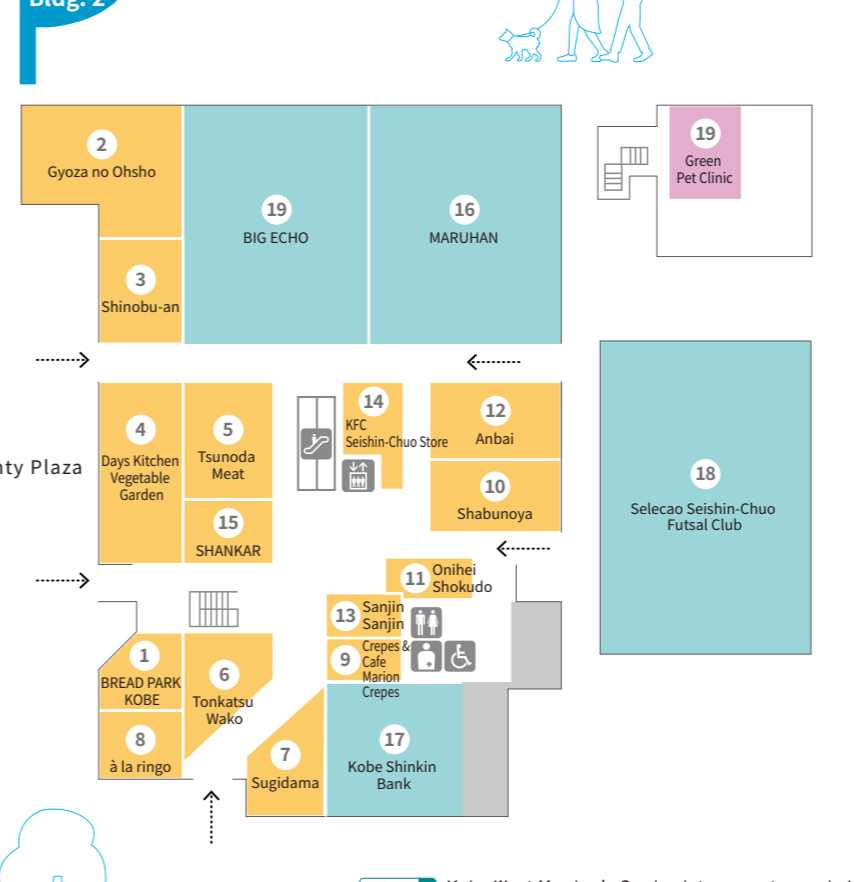 Bldg. 2
2
Gyoza no Ohsho
19
BIG ECHO
16
MARUHAN
19
Green
Pet Clinic
3
Shinobu-an
4
Days Kitchen
Vegetable
Garden
5
Tsunoda
Meat
14
KFC
Seishin-Chuo Store
12
Anbai
nty Plaza
15
SHANKAR
10
Shabunoya
18
Selecao Seishin-Chuo
Futsal Club
11
Onihei
Shokudo
13
Sanjin
Sanjin
1
BREAD PARK
KOBE
6
Tonkatsu
Wako
9
Crepes &
Cafe
Marion
Crepes
8
à la ringo
7
Sugidama
17
Kobe Shinkin
Bank